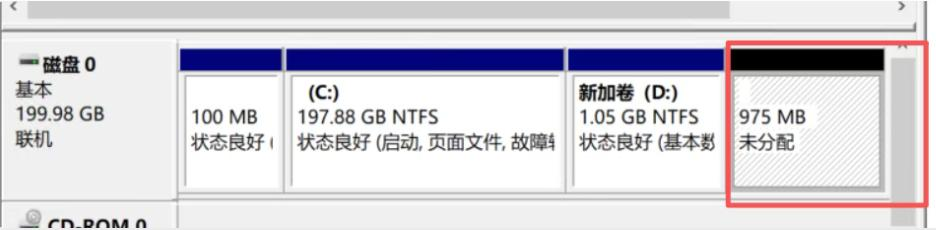 磁盘 0
基本
199.98 GB
联机
100 MB
状态良好 (
(C:)
197.88 GB NTFS
状态良好 (启动, 页面文件, 故障转
新加卷 (D:)
1.05 GB NTFS
状态良好 (基本数
975 MB
未分配
CD-ROM 0